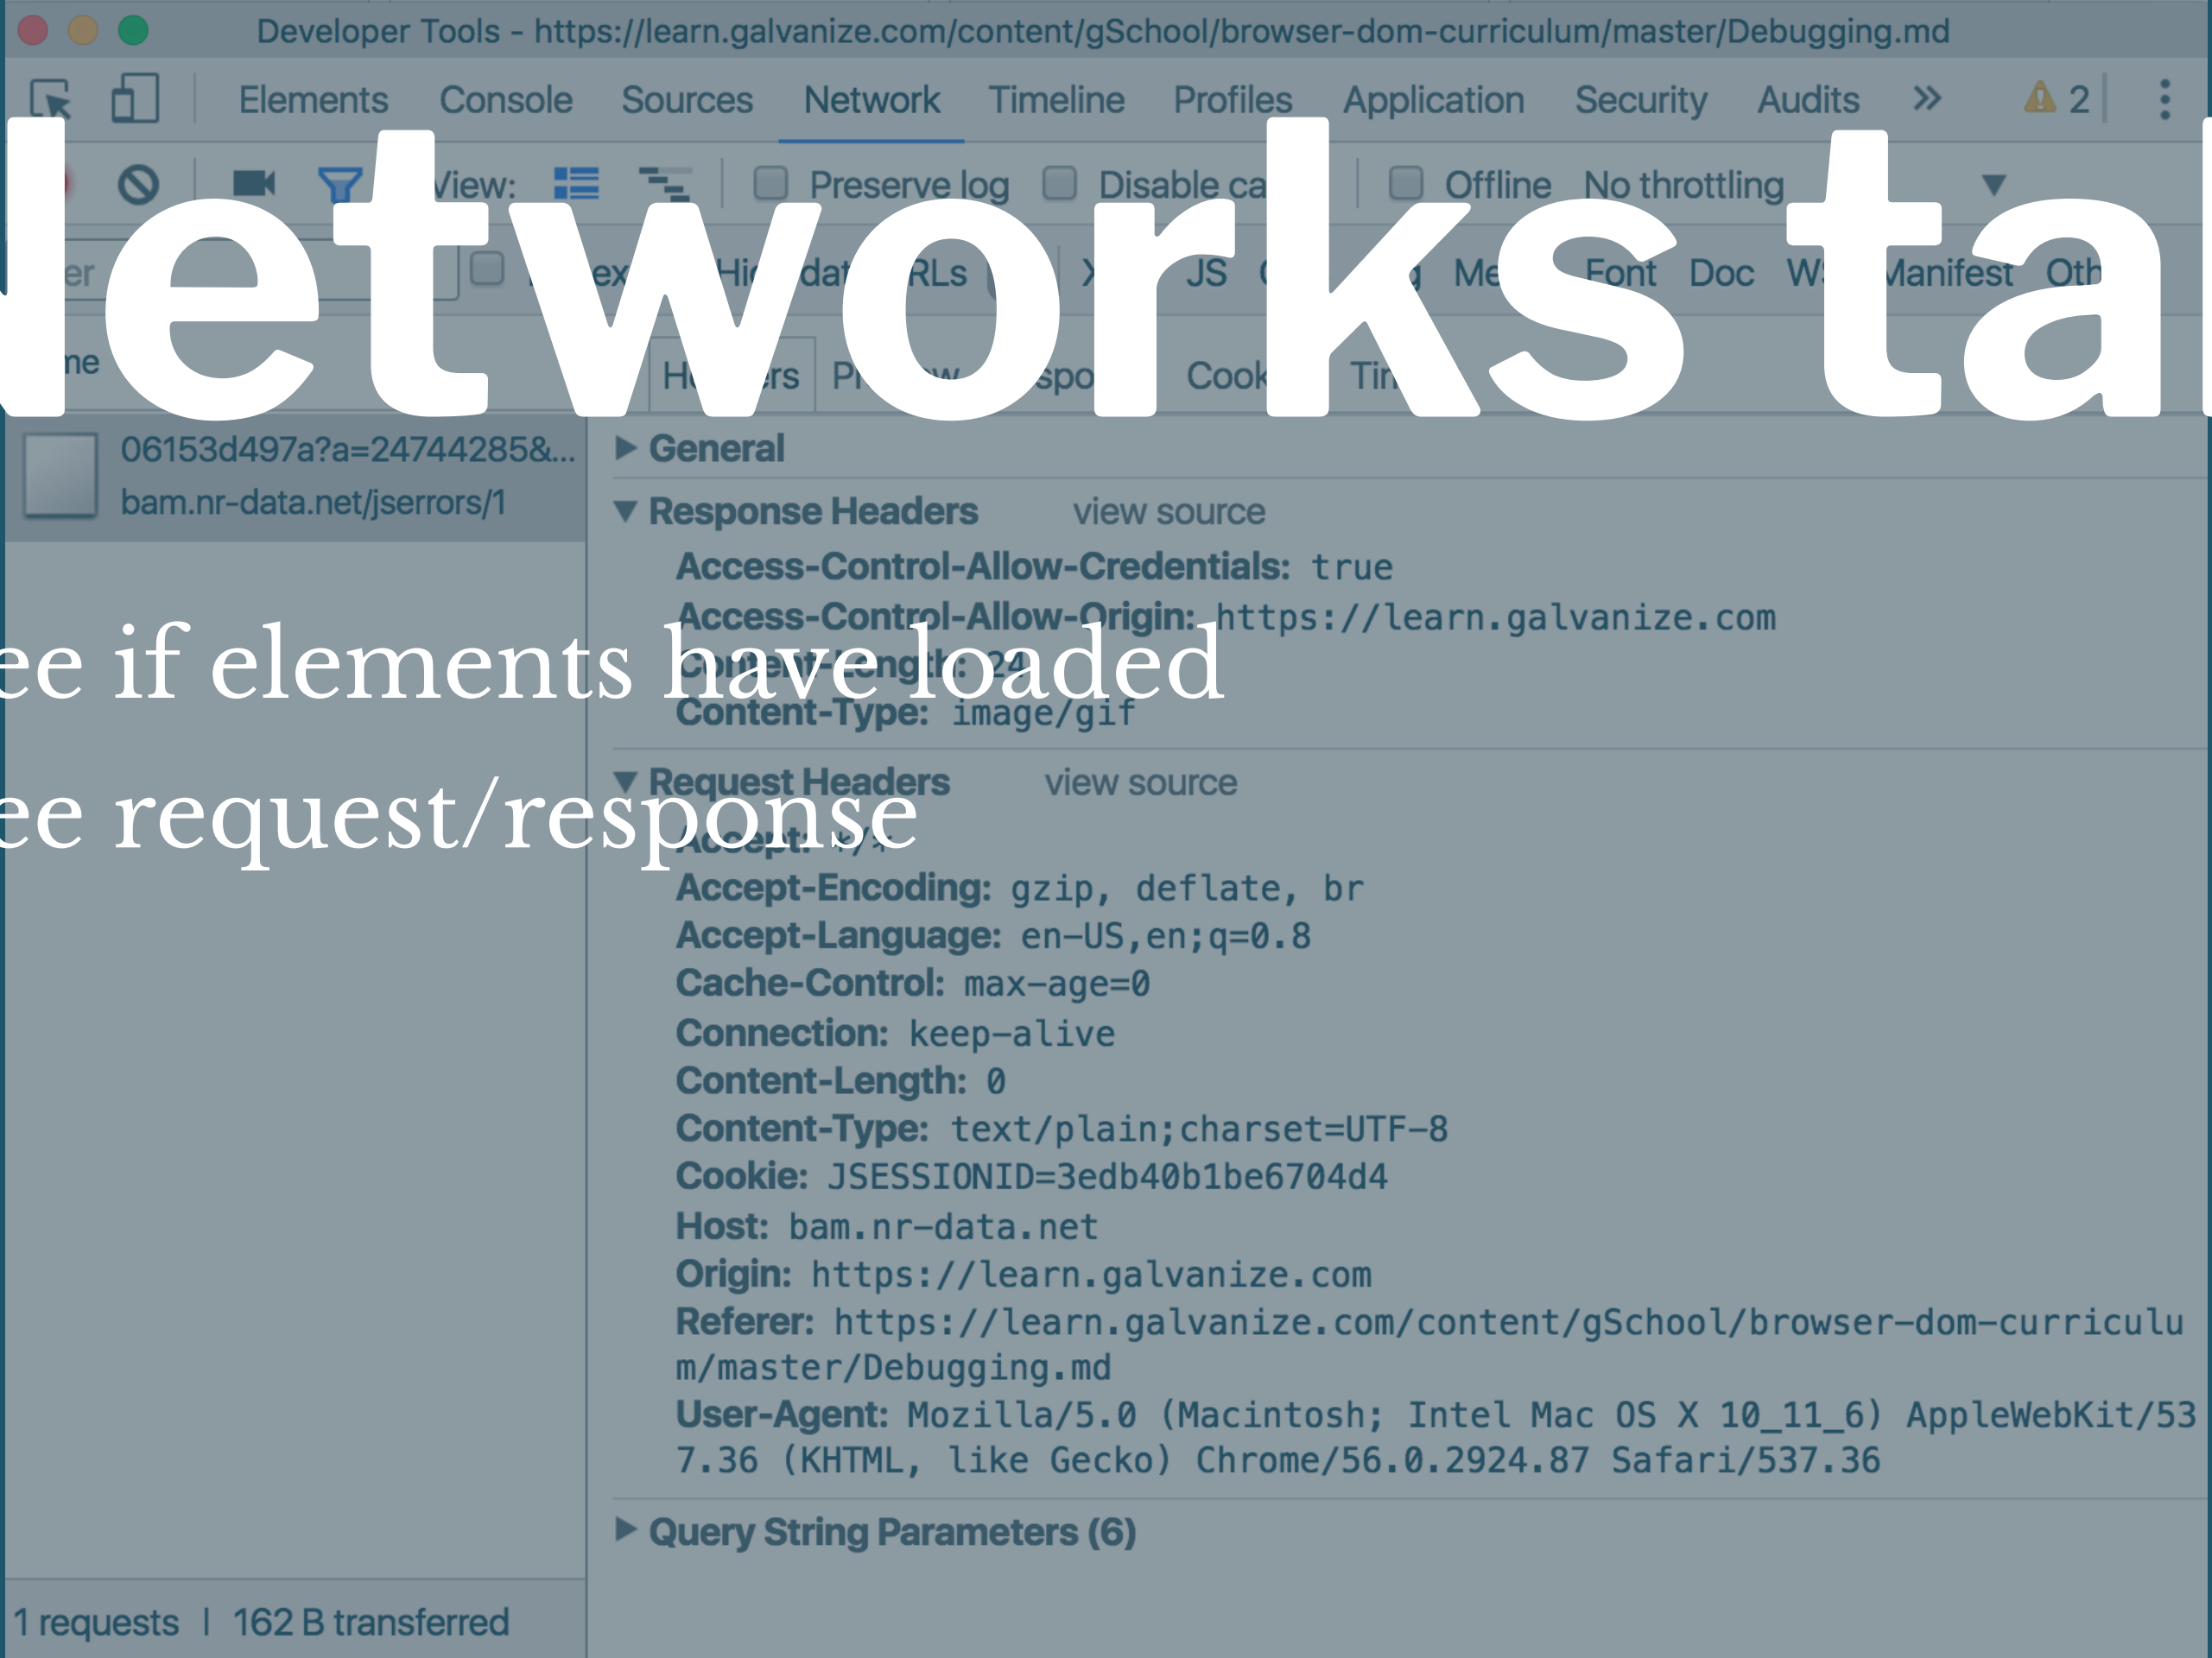 Developer Tools - https://learn.galvanize.com/content/gSchool/browser-dom-curriculum/master/Debugging.md
Elements Console Sources Network Timeline Profiles Application Security Audits » 2
View: Preserve log Disable ca Offline No throttling
etworks ta
JS Font Doc Manifest
06153d497a?a=24744285&...
bam.nr-data.net/jserrors/1
General
Response Headers view source
Access-Control-Allow-Credentials: true
Access-Control-Allow-Origin: https://learn.galvanize.com
ee if elements have loaded
Content-Length: 24
Content-Type: image/gif
Request Headers view source
ee request/response
Accept: */*
Accept-Encoding: gzip, deflate, br
Accept-Language: en-US,en;q=0.8
Cache-Control: max-age=0
Connection: keep-alive
Content-Length: 0
Content-Type: text/plain;charset=UTF-8
Cookie: JSESSIONID=3edb40b1be6704d4
Host: bam.nr-data.net
Origin: https://learn.galvanize.com
Referer: https://learn.galvanize.com/content/gSchool/browser-dom-curriculu
m/master/Debugging.md
User-Agent: Mozilla/5.0 (Macintosh; Intel Mac OS X 10_11_6) AppleWebKit/53
7.36 (KHTML, like Gecko) Chrome/56.0.2924.87 Safari/537.36
Query String Parameters (6)
1 requests | 162 B transferred